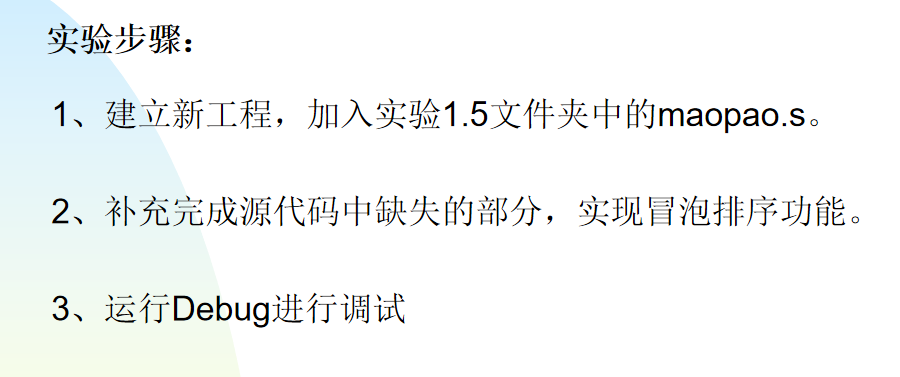 实验步骤：
1、建立新工程，加入实验1.5文件夹中的maopao.s。
2、补充完成源代码中缺失的部分，实现冒泡排序功能。
3、运行Debug进行调试